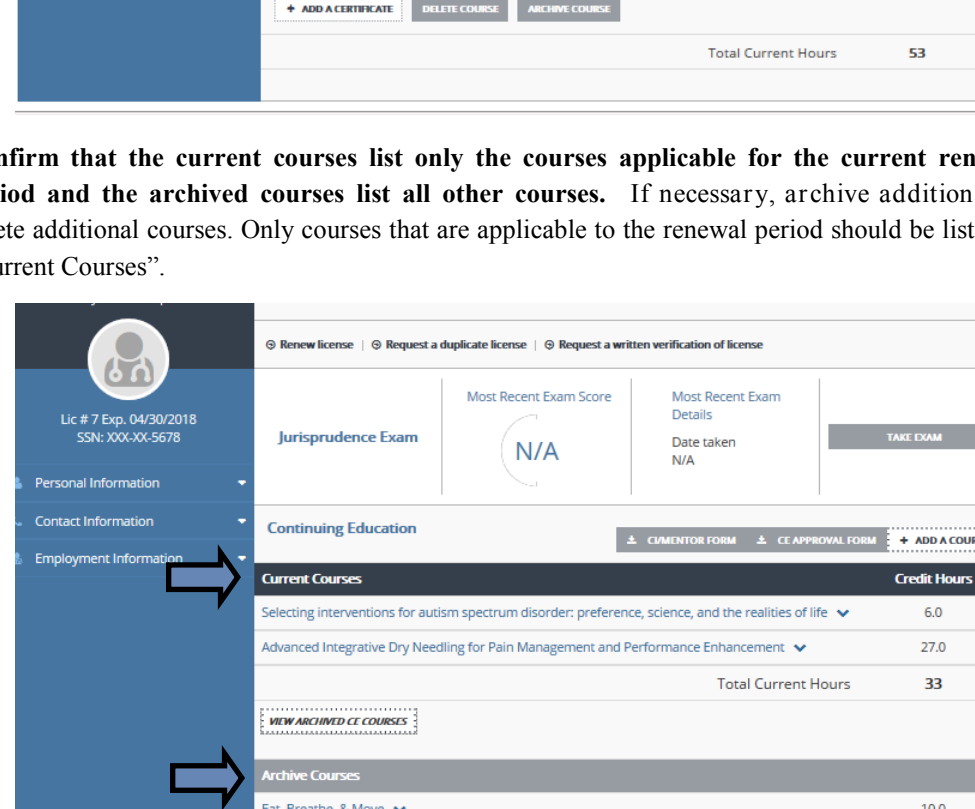 + ADD A CERTIFICATE DELETE COURSE ARCHIVE COURSE
Total Current Hours 53
nfirm that the current courses list only the courses applicable for the current ren
iod and the archived courses list all other courses. If necessary, archive addition
ete additional courses. Only courses that are applicable to the renewal period should be list
urrent Courses”.
Renew license | Request a duplicate license | Request a written verification of license
Lic # 7 Exp. 04/30/2018
SSN: XXX-XX-5678
Personal Information
Contact Information
Employment Information
Jurisprudence Exam
Most Recent Exam Score
N/A
Most Recent Exam
Details
Date taken
N/A
TAKE EXAM
Continuing Education
CI/MENTOR FORM CE APPROVAL FORM + ADD A COUR
Current Courses Credit Hours
Selecting interventions for autism spectrum disorder: preference, science, and the realities of life 6.0
Advanced Integrative Dry Needling for Pain Management and Performance Enhancement 27.0
Total Current Hours 33
VIEW ARCHIVED CE COURSES
Archive Courses
Eat, Breathe, & Move 10.0